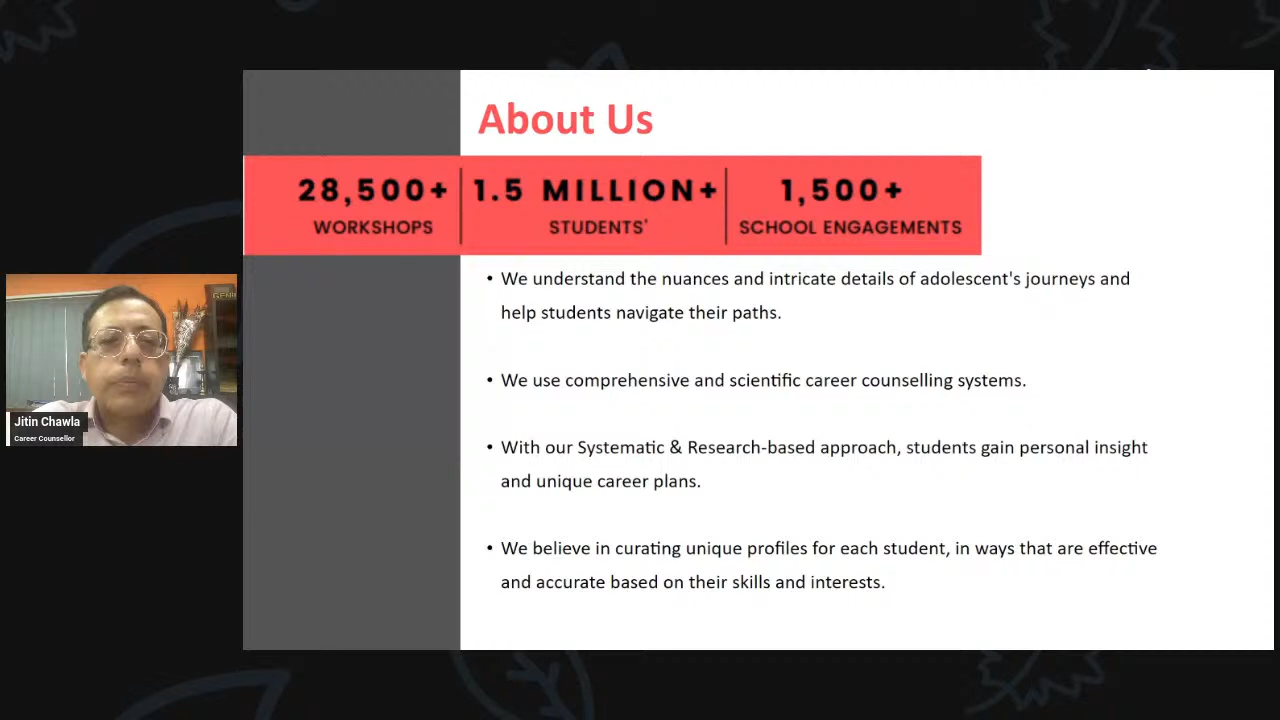 About Us
28,500+
WORKSHOPS
1.5 MILLION+
STUDENTS'
1,500+
SCHOOL ENGAGEMENTS
• We understand the nuances and intricate details of adolescent's journeys and
help students navigate their paths.
• We use comprehensive and scientific career counselling systems.
• With our Systematic & Research-based approach, students gain personal insight
and unique career plans.
• We believe in curating unique profiles for each student, in ways that are effective
and accurate based on their skills and interests.
Jitin Chawla
Career Counsellor